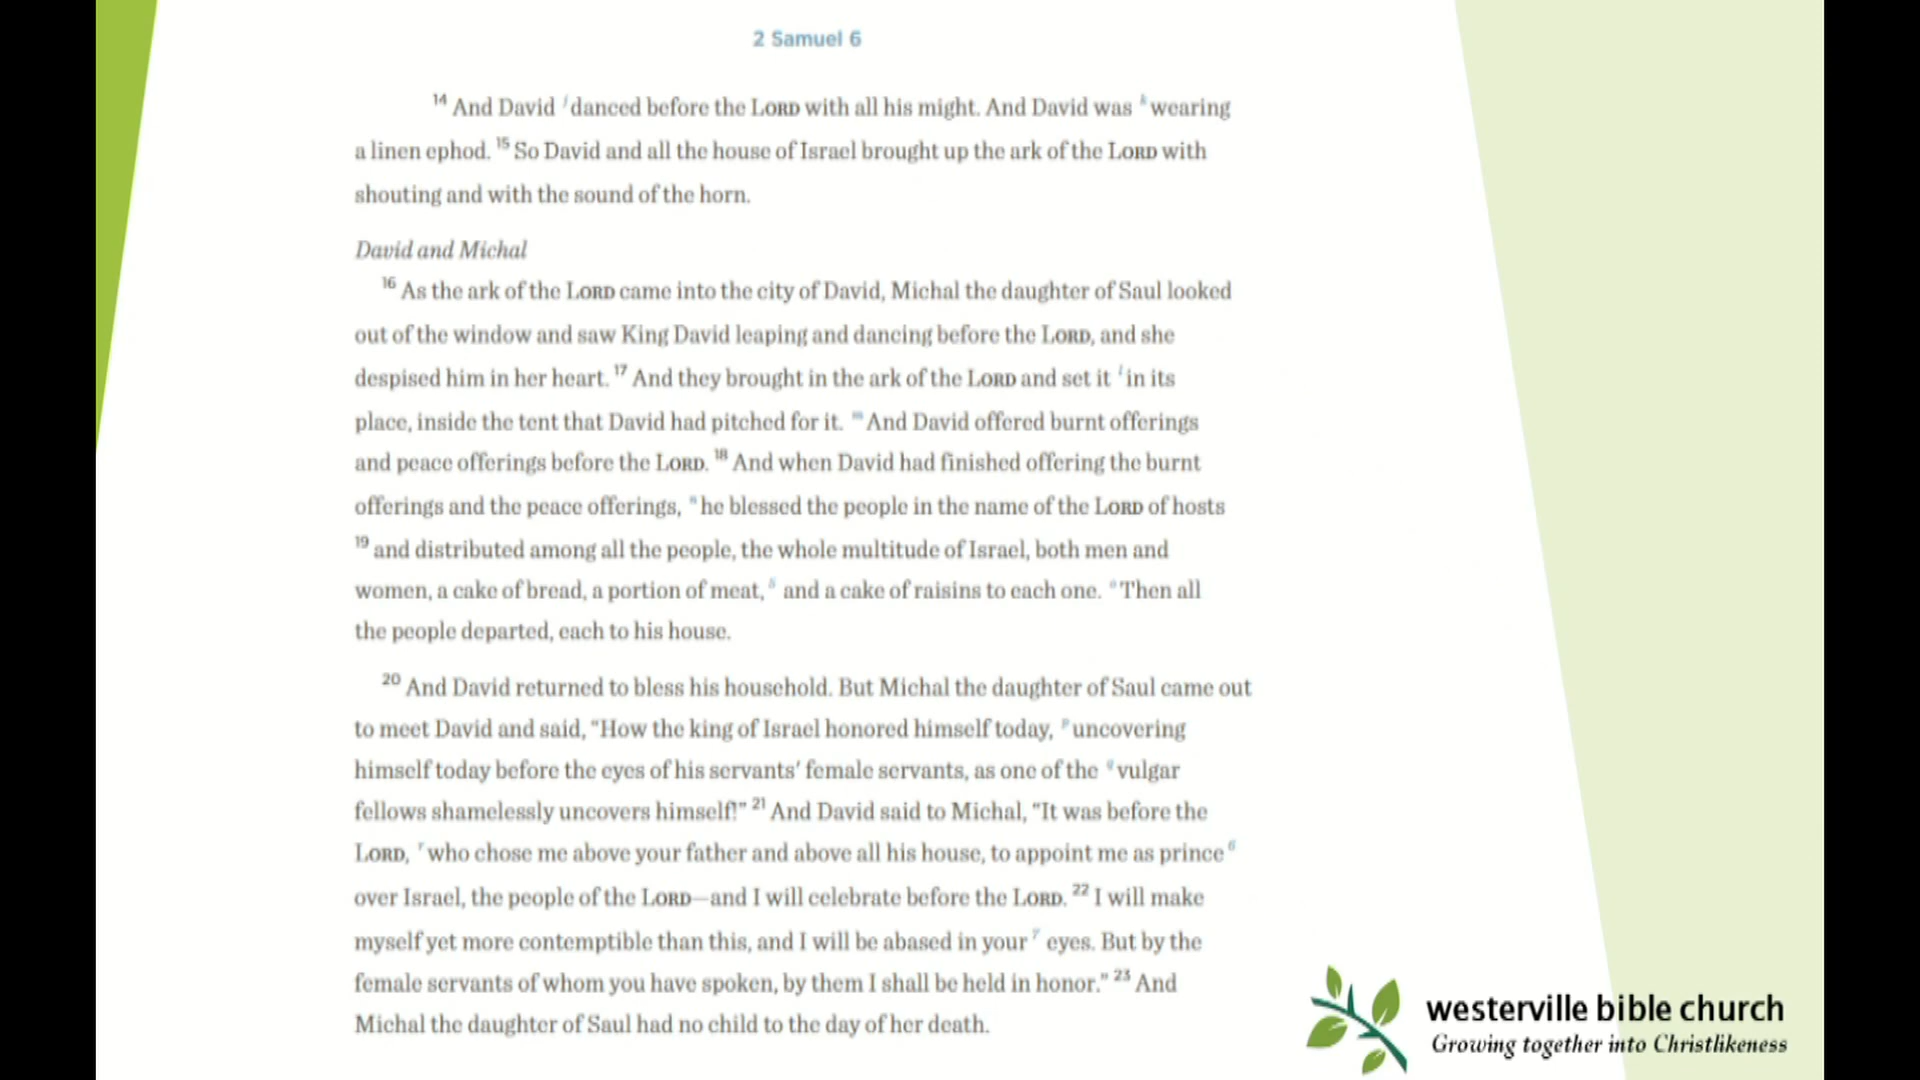 2 Samuel 6
14 And David j danced before the LORD with all his might. And David was k wearing
a linen ephod. 15 So David and all the house of Israel brought up the ark of the LORD with
shouting and with the sound of the horn.
David and Michal
16 As the ark of the LORD came into the city of David, Michal the daughter of Saul looked
out of the window and saw King David leaping and dancing before the LORD, and she
despised him in her heart. 17 And they brought in the ark of the LORD and set it l in its
place, inside the tent that David had pitched for it. m And David offered burnt offerings
and peace offerings before the LORD. 18 And when David had finished offering the burnt
offerings and the peace offerings, n he blessed the people in the name of the LORD of hosts
19 and distributed among all the people, the whole multitude of Israel, both men and
women, a cake of bread, a portion of meat, 5 and a cake of raisins to each one. o Then all
the people departed, each to his house.
20 And David returned to bless his household. But Michal the daughter of Saul came out
to meet David and said, “How the king of Israel honored himself today, p uncovering
himself today before the eyes of his servants’ female servants, as one of the q vulgar
fellows shamelessly uncovers himself!” 21 And David said to Michal, “It was before the
LORD, r who chose me above your father and above all his house, to appoint me as prince 6
over Israel, the people of the LORD—and I will celebrate before the LORD. 22 I will make
myself yet more contemptible than this, and I will be abased in your 7 eyes. But by the
female servants of whom you have spoken, by them I shall be held in honor.” 23 And
Michal the daughter of Saul had no child to the day of her death.
westerville bible church
Growing together into Christlikeness